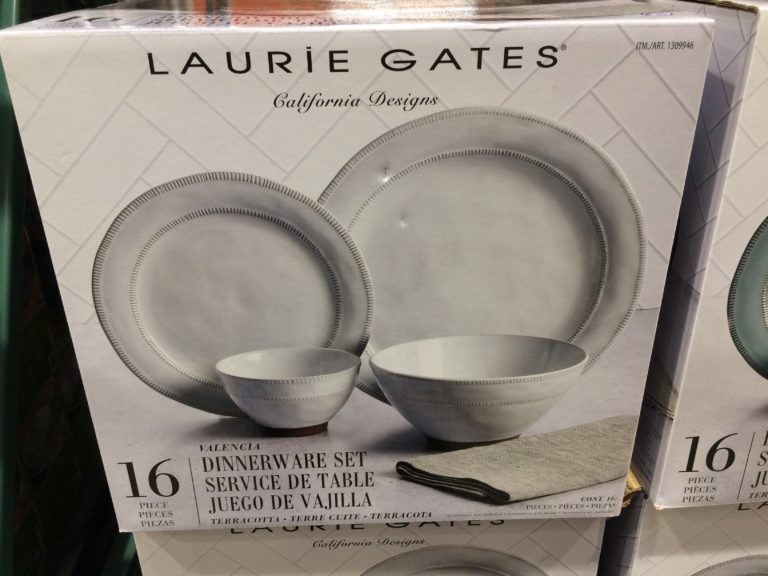 LAURIE GATES®
ITM./ART. 1309946
California Designs
VALENCIA
16
PIECE
PIÈCES
PIEZAS
DINNERWARE SET
SERVICE DE TABLE
JUEGO DE VAJILLA
TERRACOTTA • TERRE CUITE • TERRACOTA
CONT. 16
PIECES • PIÈCES • PIEZAS
16
PIECE
PIÈCES
PIEZAS
LAURIE GATES
California Designs